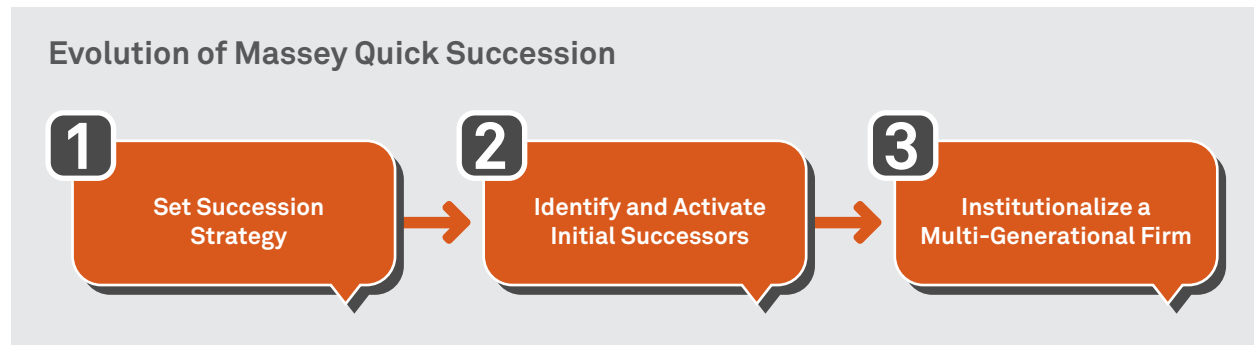 Evolution of Massey Quick Succession
1
Set Succession
Strategy
2
Identify and Activate
Initial Successors
3
Institutionalize a
Multi-Generational Firm